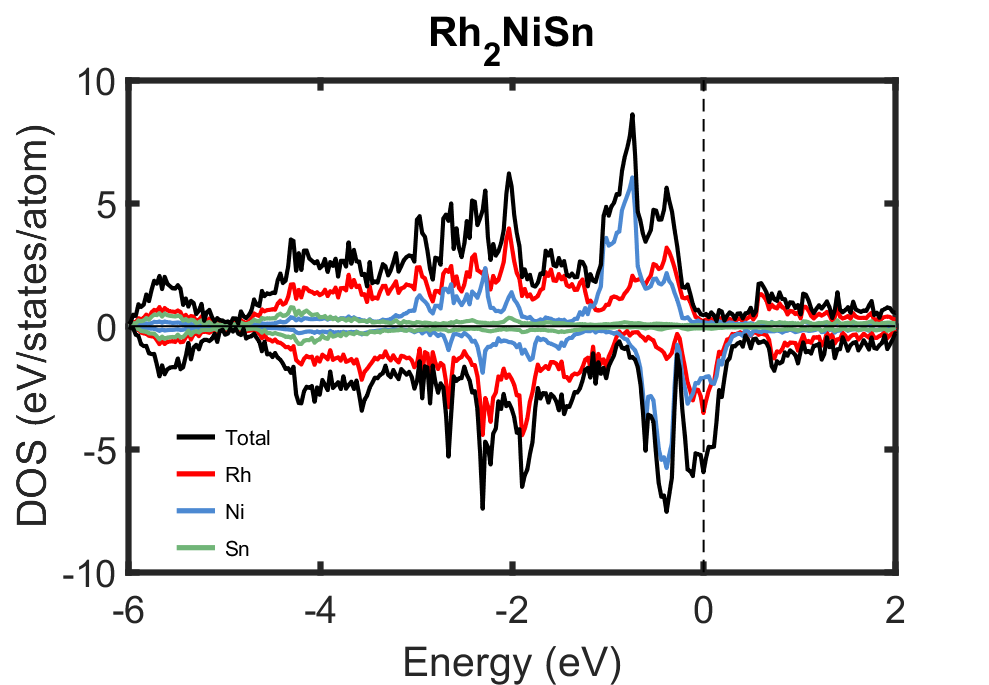 Rh2NiSn
10
5
0
-5
-10
DOS (eV/states/atom)
Total
Rh
Ni
Sn
-6 -4 -2 0 2
Energy (eV)